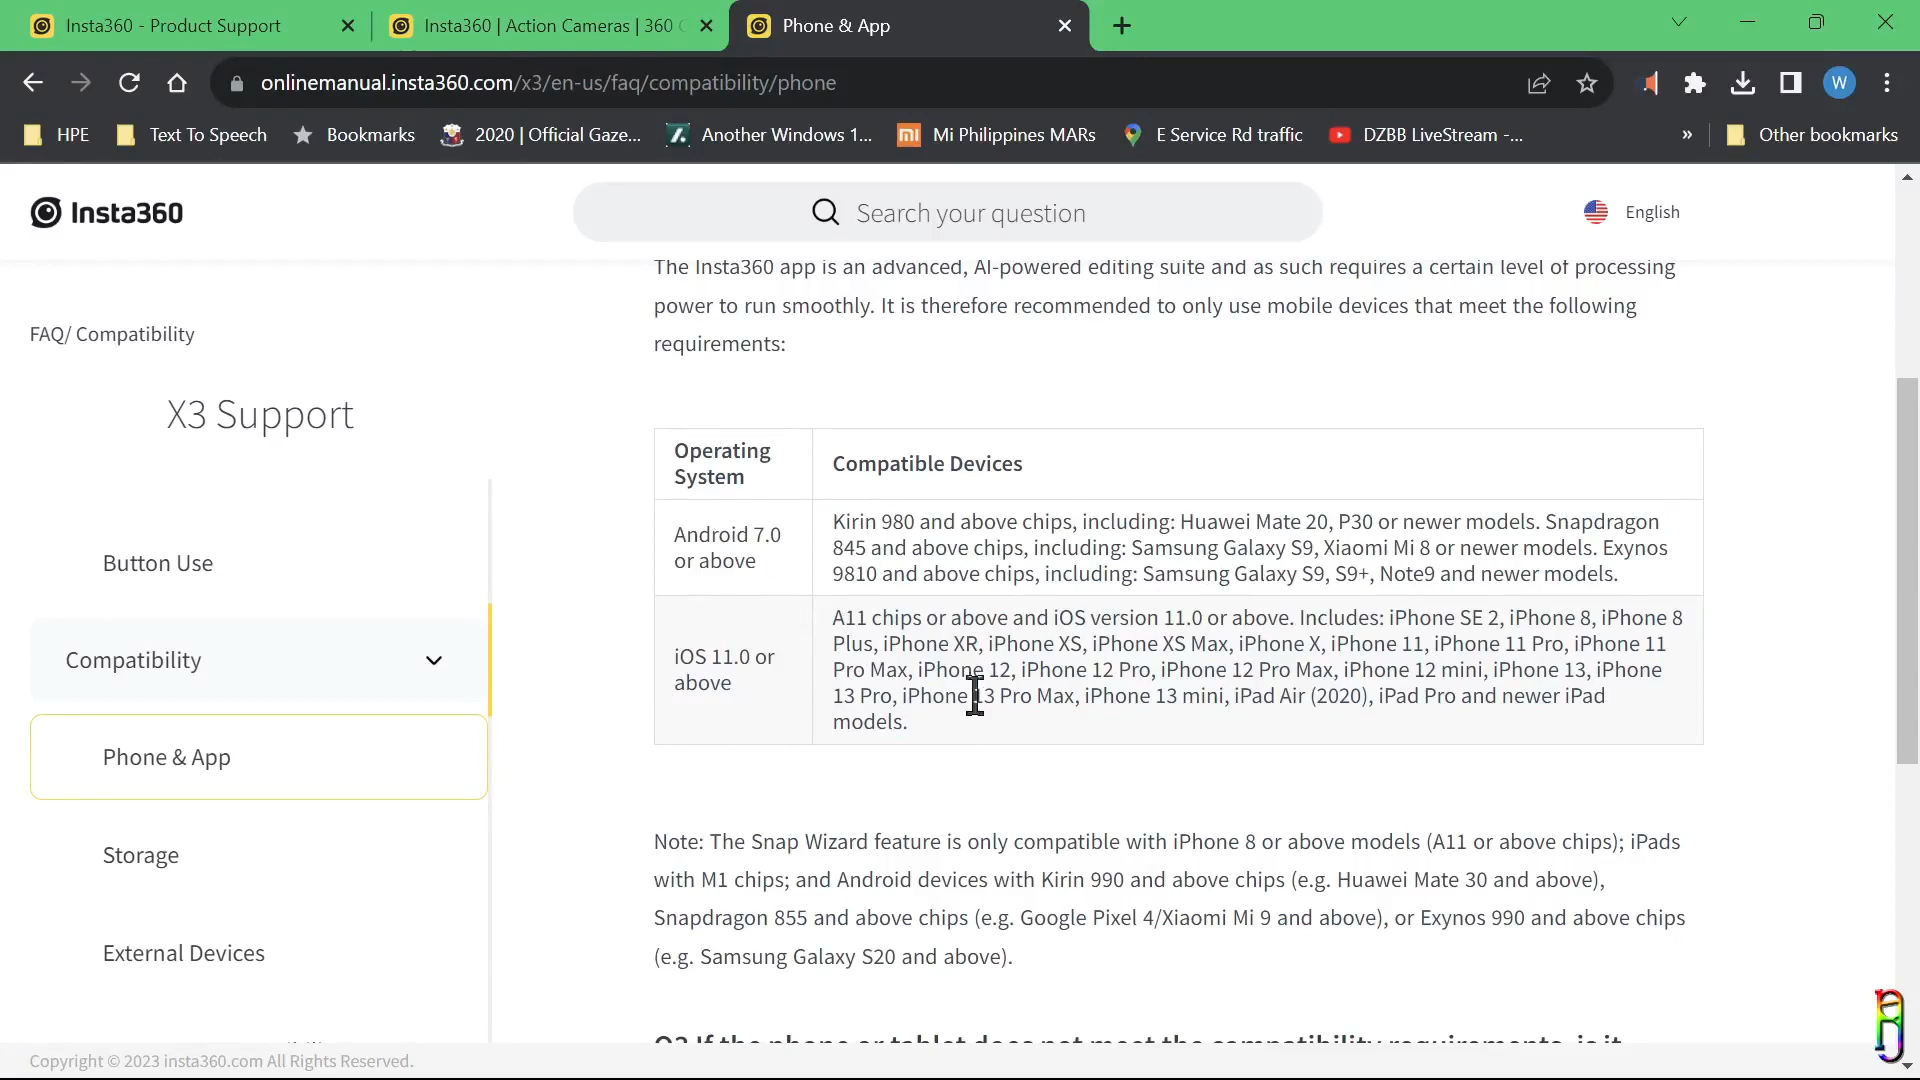 Insta360 - Product Support
Insta360 | Action Cameras | 360
Phone & App
onlinemanual.insta360.com/x3/en-us/faq/compatibility/phone
W
HPE
Text To Speech
Bookmarks
2020 | Official Gaze...
Another Windows 1...
Mi Philippines MARs
E Service Rd traffic
DZBB LiveStream -...
»
Other bookmarks
Insta360
Search your question
English
The Insta360 app is an advanced, AI-powered editing suite and as such requires a certain level of processing
power to run smoothly. It is therefore recommended to only use mobile devices that meet the following
requirements:
FAQ/ Compatibility
X3 Support
Button Use
Compatibility
Phone & App
Storage
External Devices
Operating
System
Compatible Devices
Android 7.0
or above
Kirin 980 and above chips, including: Huawei Mate 20, P30 or newer models. Snapdragon
845 and above chips, including: Samsung Galaxy S9, Xiaomi Mi 8 or newer models. Exynos
9810 and above chips, including: Samsung Galaxy S9, S9+, Note9 and newer models.
iOS 11.0 or
above
A11 chips or above and iOS version 11.0 or above. Includes: iPhone SE 2, iPhone 8, iPhone 8
Plus, iPhone XR, iPhone XS, iPhone XS Max, iPhone X, iPhone 11, iPhone 11 Pro, iPhone 11
Pro Max, iPhone 12, iPhone 12 Pro, iPhone 12 Pro Max, iPhone 12 mini, iPhone 13, iPhone
13 Pro, iPhone 13 Pro Max, iPhone 13 mini, iPad Air (2020), iPad Pro and newer iPad
models.
Note: The Snap Wizard feature is only compatible with iPhone 8 or above models (A11 or above chips); iPads
with M1 chips; and Android devices with Kirin 990 and above chips (e.g. Huawei Mate 30 and above),
Snapdragon 855 and above chips (e.g. Google Pixel 4/Xiaomi Mi 9 and above), or Exynos 990 and above chips
(e.g. Samsung Galaxy S20 and above).
If the phone or tablet does not meet the compatibility requirements, is it
Copyright © 2023 insta360.com All Rights Reserved.